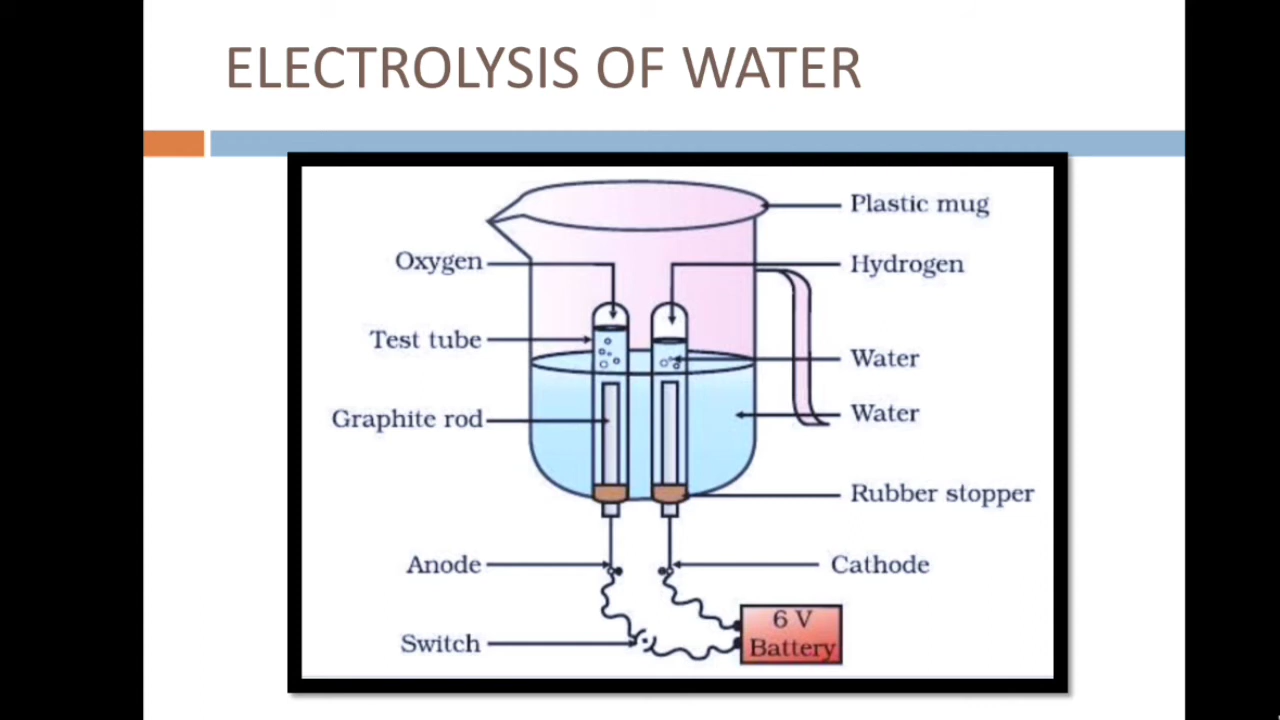 ELECTROLYSIS OF WATER
Plastic mug
Oxygen
Hydrogen
Test tube
Water
Graphite rod
Water
Rubber stopper
Anode
Cathode
Switch
6 V
Battery